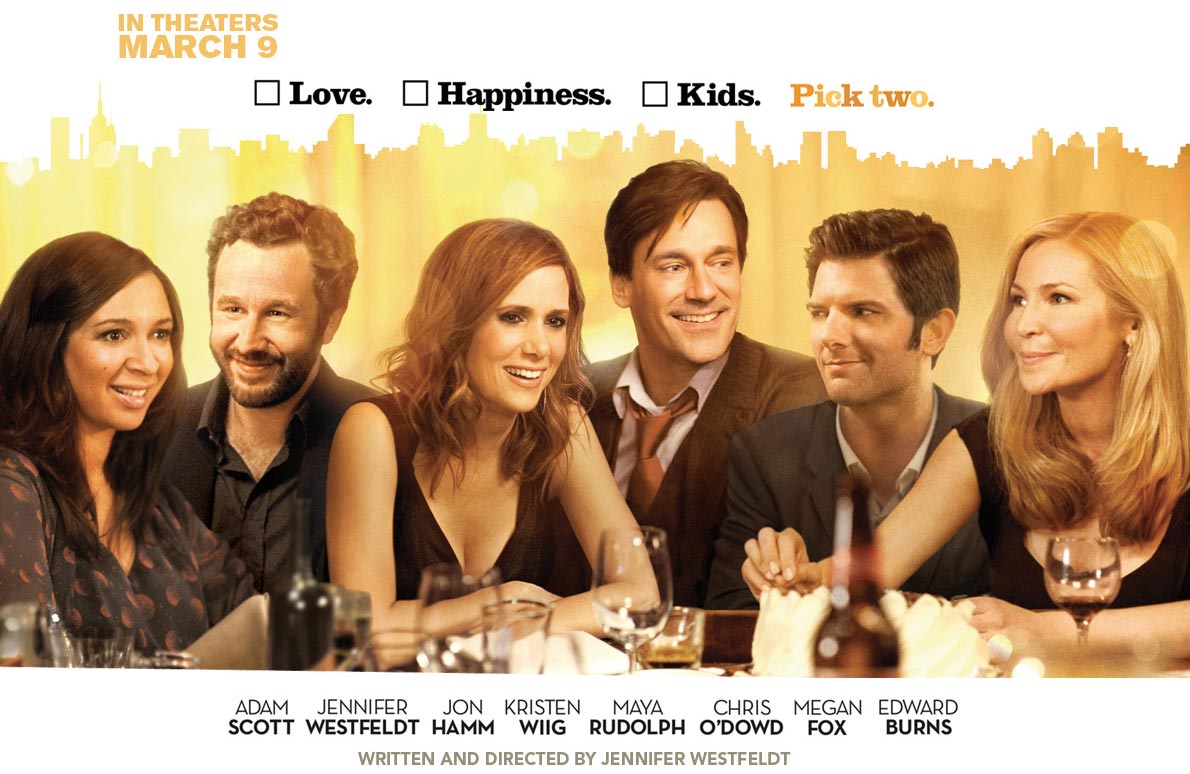 IN THEATERS
MARCH 9
Love. Happiness. Kids. Pick two.
ADAM SCOTT JENNIFER WESTFELDT JON HAMM KRISTEN WIIG MAYA RUDOLPH CHRIS O'DOWD MEGAN FOX EDWARD BURNS
WRITTEN AND DIRECTED BY JENNIFER WESTFELDT